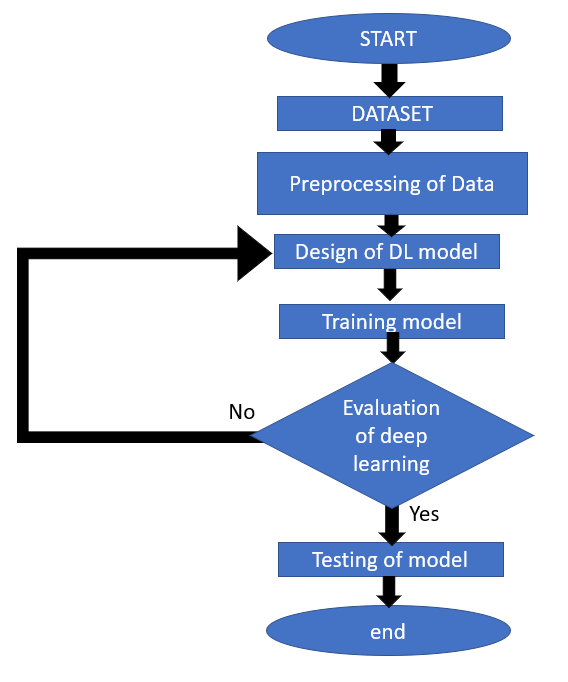 START
DATASET
Preprocessing of Data
Design of DL model
Training model
No
Evaluation
of deep
learning
Yes
Testing of model
end